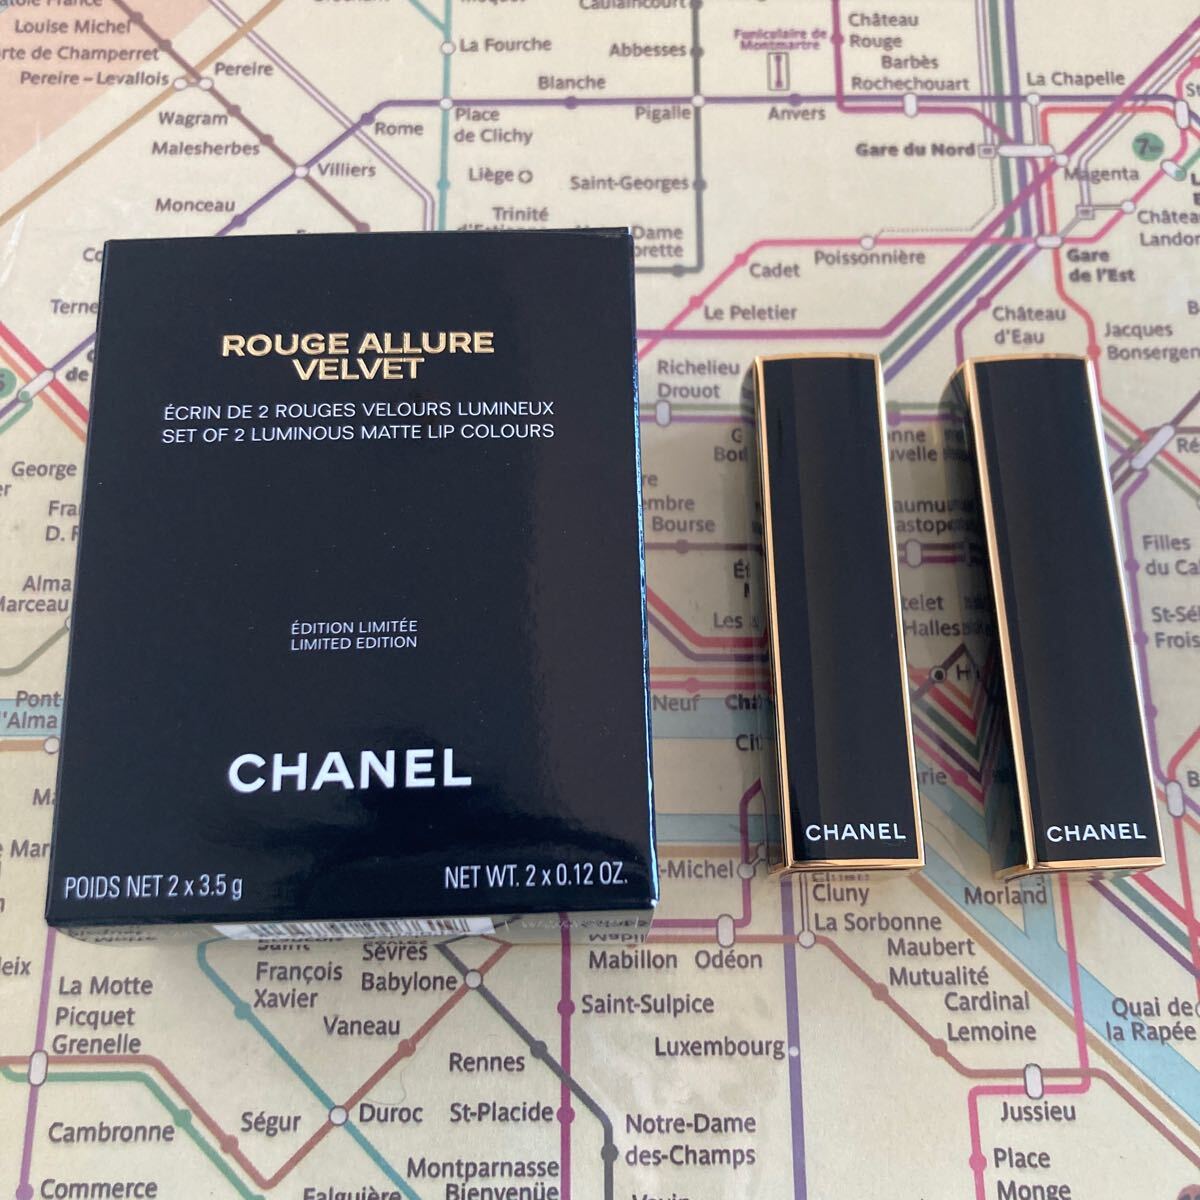 Louise Michel
Porte de Champerret
Pereire – Levallois
Pereire
Wagram
Malesherbes
Monceau
Villiers
Rome
La Fourche
Place
de Clichy
Liège
Trinité
Blanche
Abbesses
Pigalle
Saint-Georges
Funiculaire de
Montmartre
Anvers
Château
Rouge
Barbès
Rochechouart
La Chapelle
Gare du Nord
Magenta
Cadet
Poissonnière
Gare
de l'Est
Le Peletier
Château
d'Eau
Jacques
Richelieu
Drouot
Bourse
ROUGE ALLURE
VELVET
ÉCRIN DE 2 ROUGES VELOURS LUMINEUX
SET OF 2 LUMINOUS MATTE LIP COLOURS
ÉDITION LIMITÉE
LIMITED EDITION
CHANEL
POIDS NET 2 x 3.5 g
NET WT. 2 x 0.12 OZ.
CHANEL
CHANEL
George
Alma
Marceau
Pont
Filles
Neuf
Cluny
La Sorbonne
Morland
Maubert
Mutualité
Cardinal
Lemoine
Quai de
la Rapée
Mabillon
Odéon
Saint-Sulpice
Luxembourg
La Motte
Picquet
Grenelle
François
Xavier
Sèvres
Babylone
Vaneau
Rennes
Ségur
Duroc
St-Placide
Cambronne
Commerce
Montparnasse
Bienvenüe
Falguière
Notre-Dame
des-Champs
Jussieu
Place
Monge